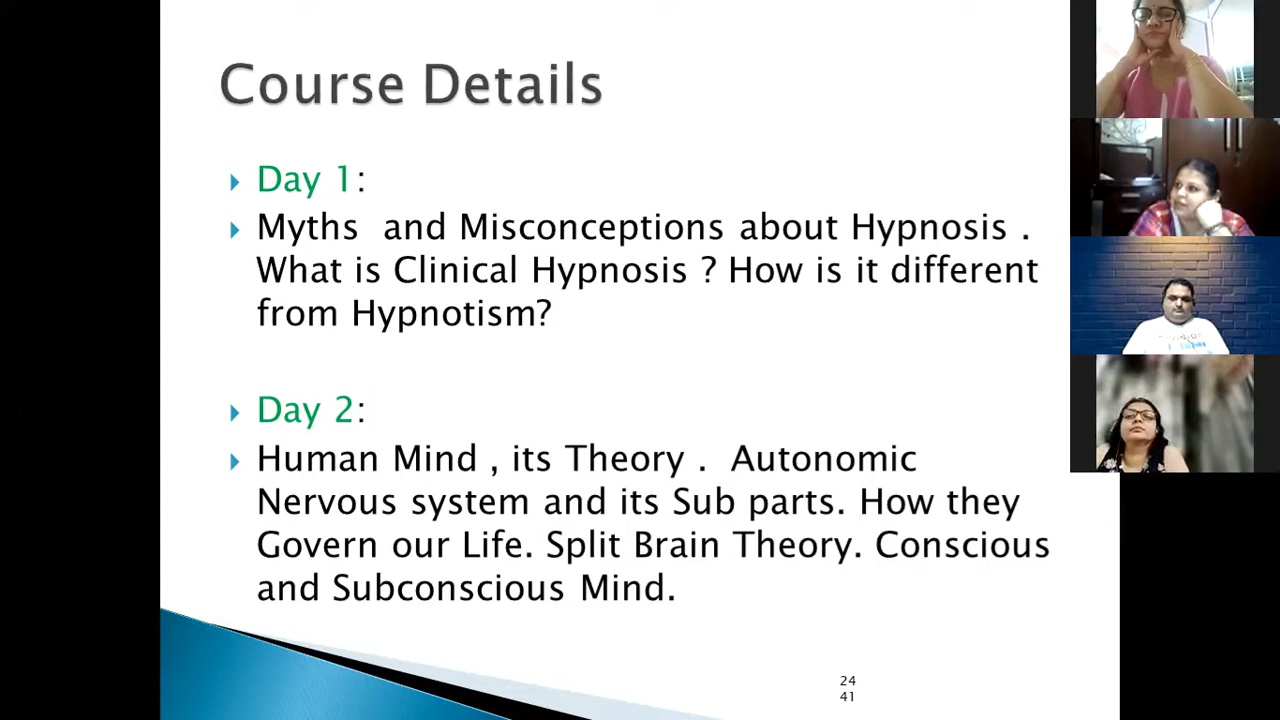 Course Details
Day 1:
Myths and Misconceptions about Hypnosis .
What is Clinical Hypnosis ? How is it different
from Hypnotism?
Day 2:
Human Mind , its Theory . Autonomic
Nervous system and its Sub parts. How they
Govern our Life. Split Brain Theory. Conscious
and Subconscious Mind.
24
41